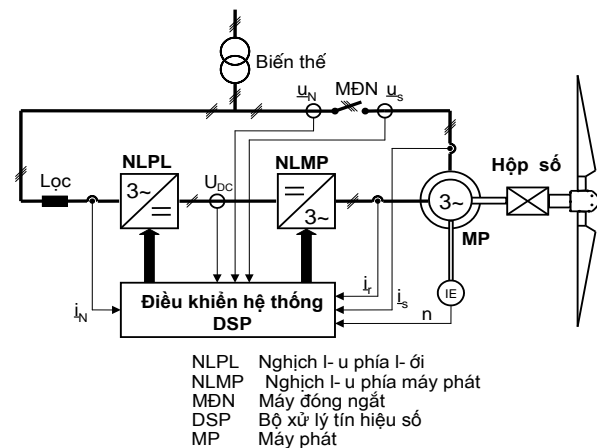 Biến thế
u_N MĐN u_s
NLPL NLMP Hộp số
Lọc U_DC
3~ = = 3~ 3~
MP
i_N Điều khiển hệ thống DSP i_r i_s n IE
NLPL Nghịch l- u phía l- ới
NLMP Nghịch l- u phía máy phát
MĐN Máy đóng ngắt
DSP Bộ xử lý tín hiệu số
MP Máy phát